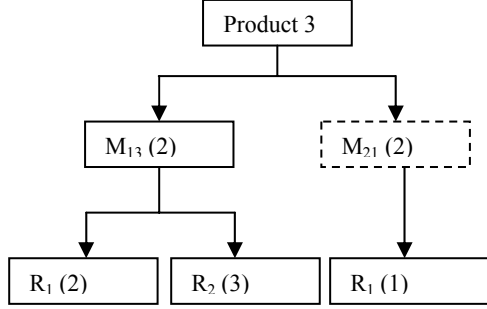 Product 3
M₁₃ (2)
M₂₁ (2)
R₁ (2)
R₂ (3)
R₁ (1)